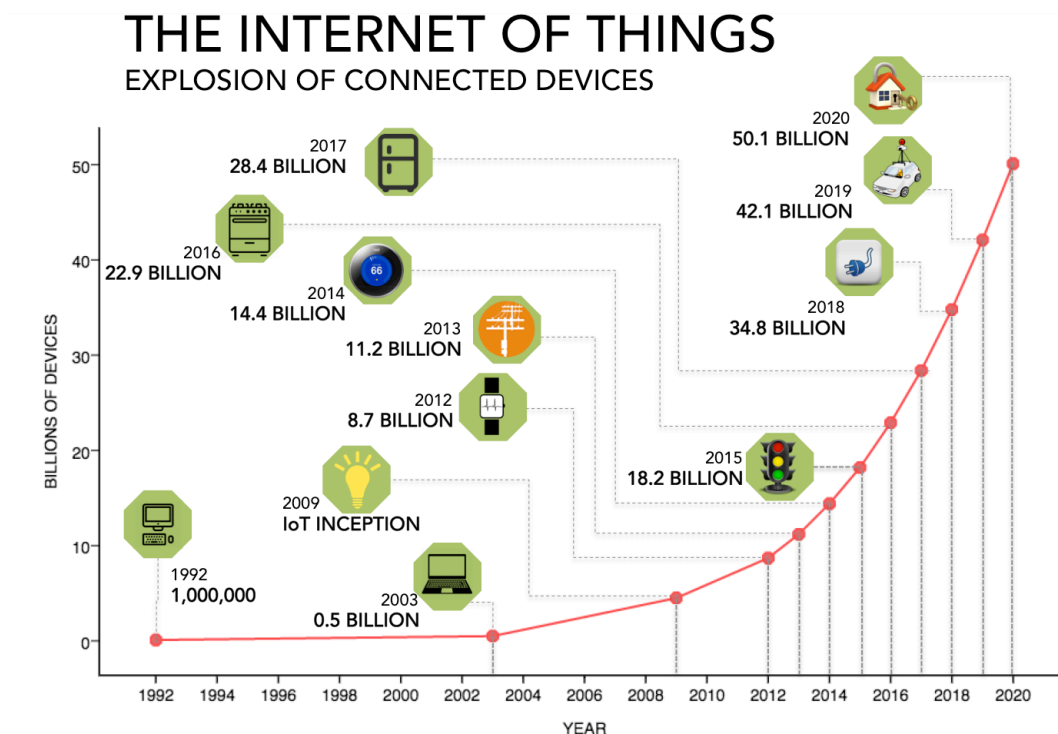 THE INTERNET OF THINGS
EXPLOSION OF CONNECTED DEVICES
BILLIONS OF DEVICES
50
40
30
20
10
0
2020
50.1 BILLION
2017
28.4 BILLION
2019
42.1 BILLION
2016
22.9 BILLION
66
2014
14.4 BILLION
2018
34.8 BILLION
2013
11.2 BILLION
2012
8.7 BILLION
2015
18.2 BILLION
2009
IoT INCEPTION
1992
1,000,000
2003
0.5 BILLION
1992 1994 1996 1998 2000 2002 2004 2006 2008 2010 2012 2014 2016 2018 2020
YEAR